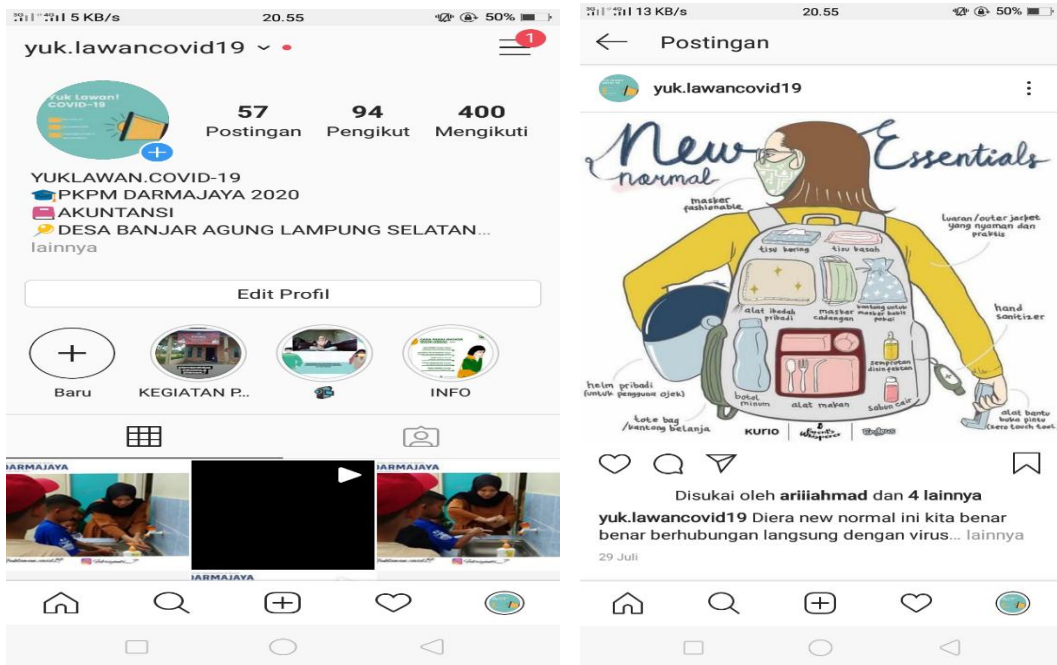 5 KB/s 20.55 50%
yuk.lawancovid19
1
Yuk Lawan!
COVID-19
57 94 400
Postingan Pengikut Mengikuti
YUKLAWAN.COVID-19
PKPM DARMAJAYA 2020
AKUNTANSI
DESA BANJAR AGUNG LAMPUNG SELATAN...
lainnya
Edit Profil
Baru KEGIATAN P... INFO
DARMAJAYA
DARMAJAYA
DARMAJAYA
13 KB/s 20.55 50%
Postingan
yuk.lawancovid19
New normal Essentials
masker
fashionable
luaran/outer jacket
yang nyaman dan
praktis
tisu kering tisu basah
alat ibadah
pribadi
masker
cadangan
kantong untuk
masker habis
pakai
hand
sanitizer
semprotan
disinfektan
helm pribadi
(untuk pengguna ojek)
botol
minum
alat makan
sabun cair
alat bantu
buka pintu
(zero touch tool)
tote bag
/kantong belanja
KURIO
Disukai oleh ariiiahmad dan 4 lainnya
yuk.lawancovid19 Diera new normal ini kita benar
benar berhubungan langsung dengan virus... lainnya
29 Juli